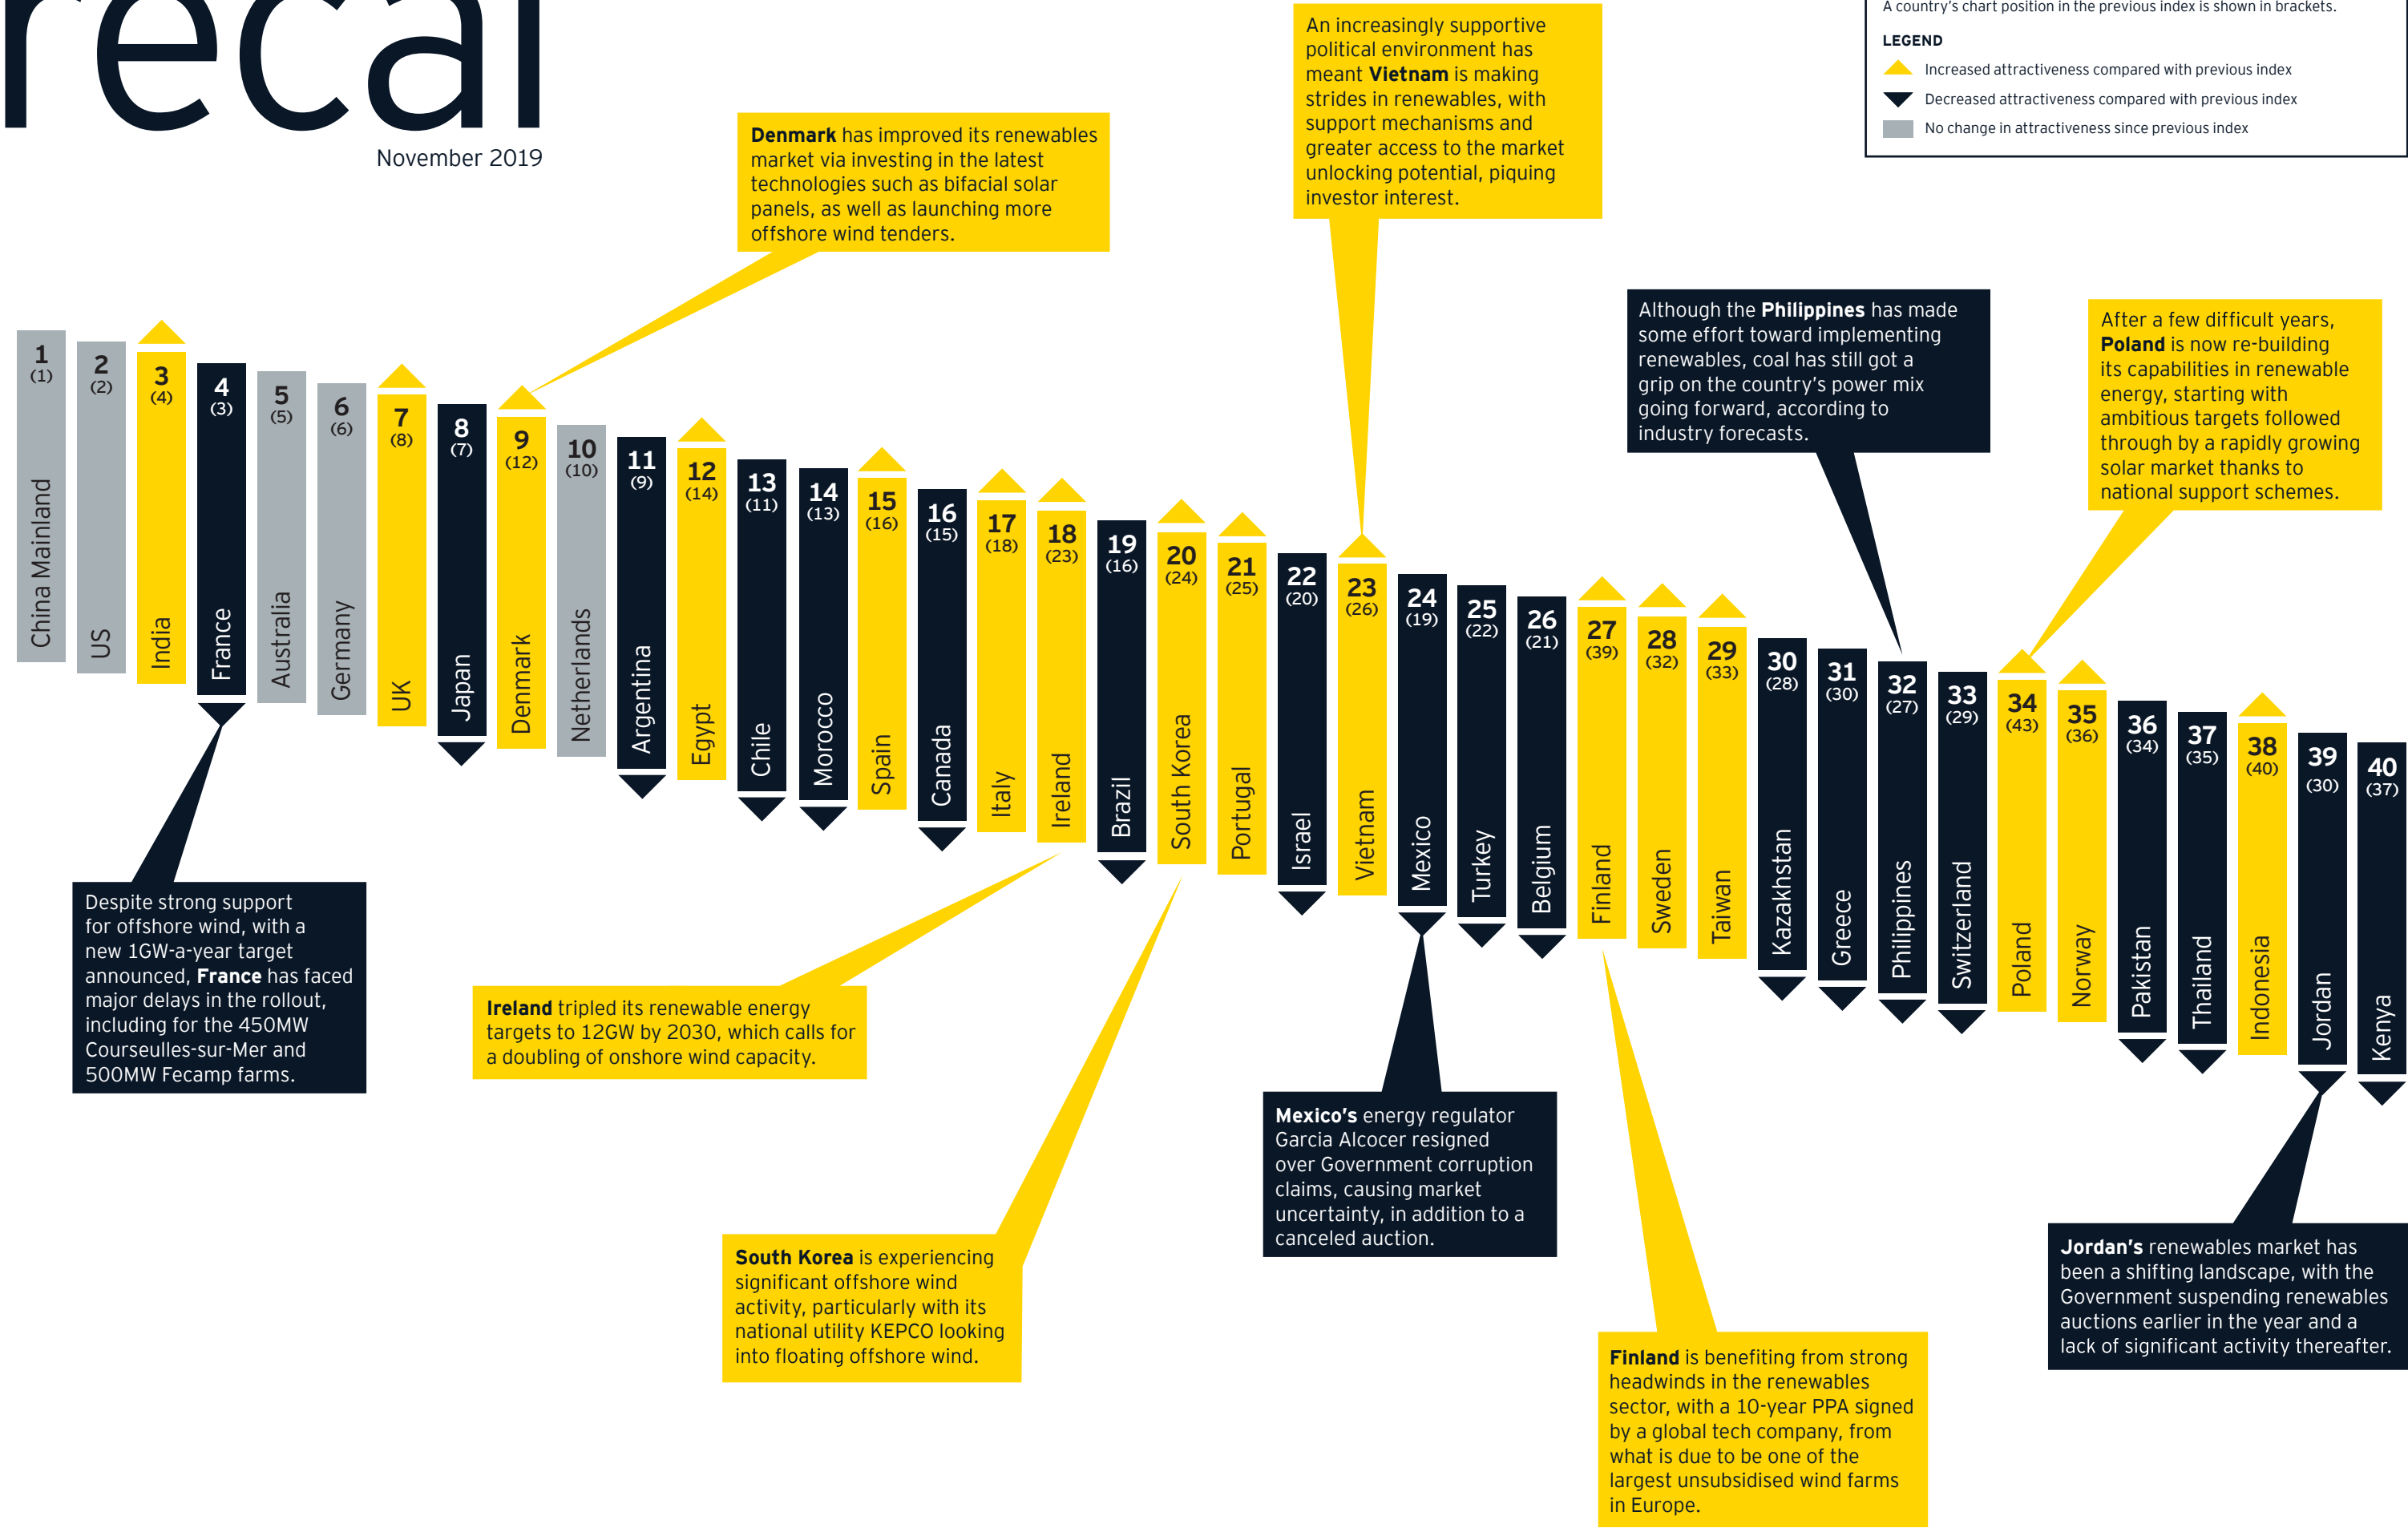 recai
November 2019
A country's chart position in the previous index is shown in brackets.
LEGEND
Increased attractiveness compared with previous index
Decreased attractiveness compared with previous index
No change in attractiveness since previous index
Denmark has improved its renewables
market via investing in the latest
technologies such as bifacial solar
panels, as well as launching more
offshore wind tenders.
An increasingly supportive
political environment has
meant Vietnam is making
strides in renewables, with
support mechanisms and
greater access to the market
unlocking potential, piquing
investor interest.
Although the Philippines has made
some effort toward implementing
renewables, coal has still got a
grip on the country's power mix
going forward, according to
industry forecasts.
After a few difficult years,
Poland is now re-building
its capabilities in renewable
energy, starting with
ambitious targets followed
through by a rapidly growing
solar market thanks to
national support schemes.
1
(1)
China Mainland
2
(2)
US
3
(4)
India
4
(3)
France
5
(5)
Australia
6
(6)
Germany
7
(8)
UK
8
(7)
Japan
9
(12)
Denmark
10
(10)
Netherlands
11
(9)
Argentina
12
(14)
Egypt
13
(11)
Chile
14
(13)
Morocco
15
(16)
Spain
16
(15)
Canada
17
(18)
Italy
18
(23)
Ireland
19
(16)
Brazil
20
(24)
South Korea
21
(25)
Portugal
22
(20)
Israel
23
(26)
Vietnam
24
(19)
Mexico
25
(22)
Turkey
26
(21)
Belgium
27
(39)
Finland
28
(32)
Sweden
29
(33)
Taiwan
30
(28)
Kazakhstan
31
(30)
Greece
32
(27)
Philippines
33
(29)
Switzerland
34
(43)
Poland
35
(36)
Norway
36
(34)
Pakistan
37
(35)
Thailand
38
(40)
Indonesia
39
(30)
Jordan
40
(37)
Kenya
Despite strong support
for offshore wind, with a
new 1GW-a-year target
announced, France has faced
major delays in the rollout,
including for the 450MW
Courseulles-sur-Mer and
500MW Fecamp farms.
Ireland tripled its renewable energy
targets to 12GW by 2030, which calls for
a doubling of onshore wind capacity.
South Korea is experiencing
significant offshore wind
activity, particularly with its
national utility KEPCO looking
into floating offshore wind.
Mexico's energy regulator
Garcia Alcocer resigned
over Government corruption
claims, causing market
uncertainty, in addition to a
canceled auction.
Finland is benefiting from strong
headwinds in the renewables
sector, with a 10-year PPA signed
by a global tech company, from
what is due to be one of the
largest unsubsidised wind farms
in Europe.
Jordan's renewables market has
been a shifting landscape, with the
Government suspending renewables
auctions earlier in the year and a
lack of significant activity thereafter.